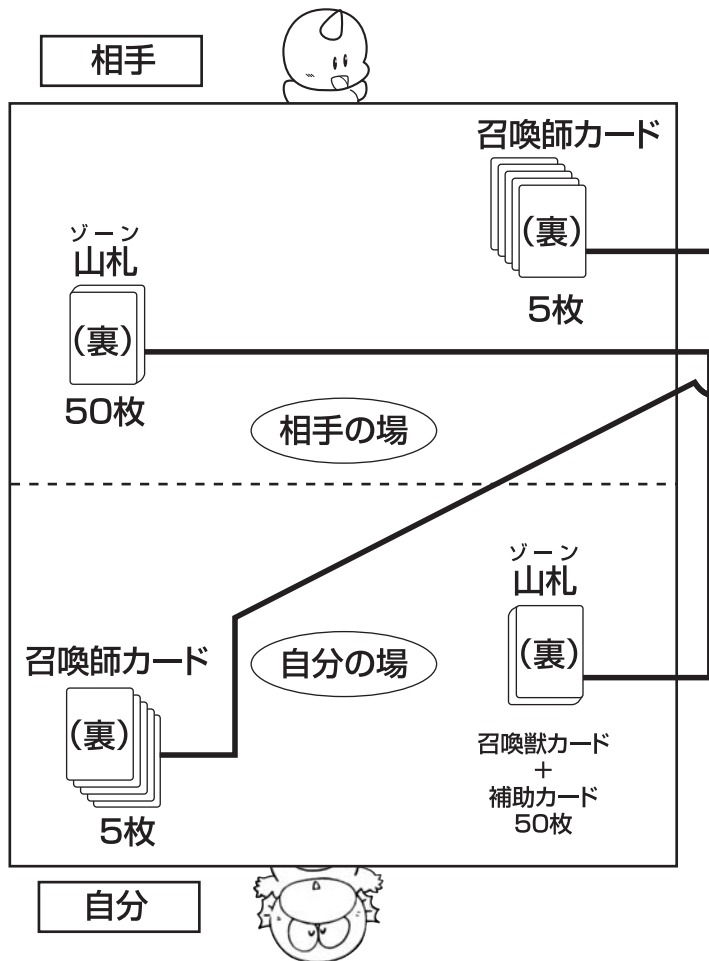 相手
召喚師カード
(裏)
5枚
ゾーン
山札
(裏)
50枚
相手の場
ゾーン
山札
(裏)
召喚獣カード
+
補助カード
50枚
自分の場
召喚師カード
(裏)
5枚
自分